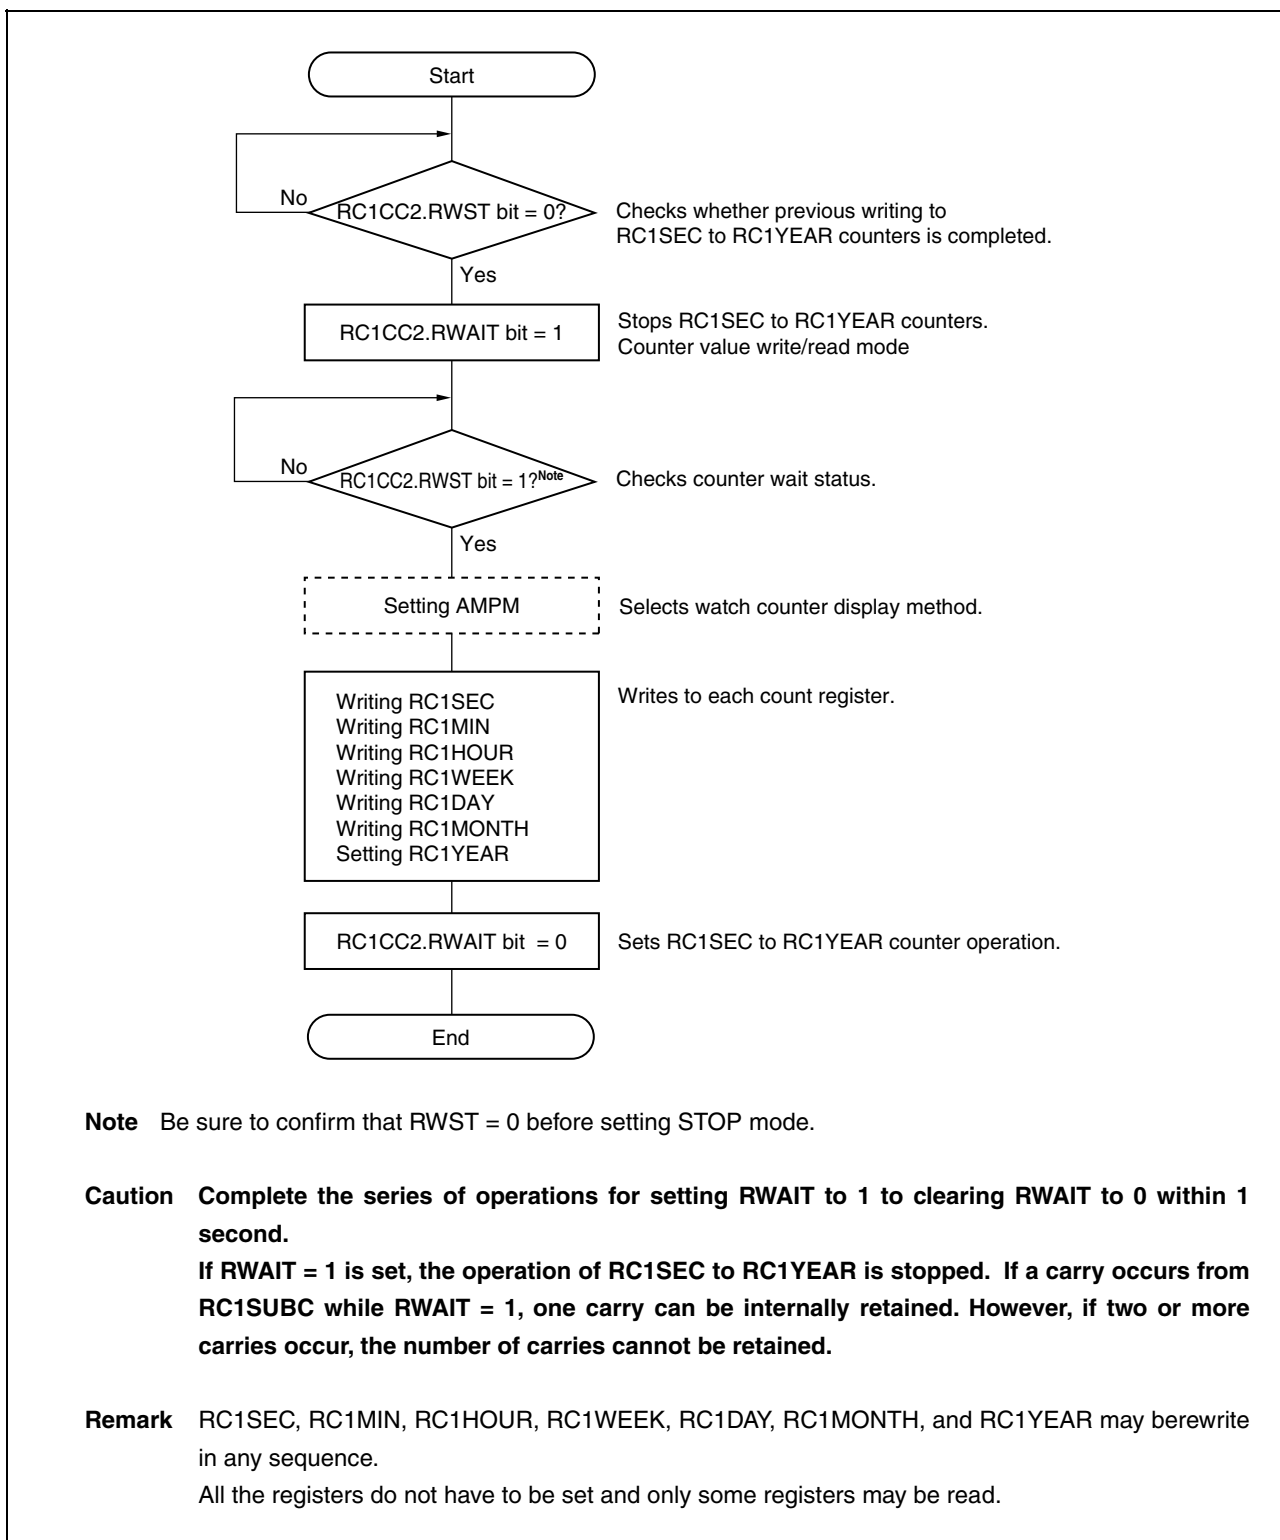 Start
No
RC1CC2.RWST bit = 0?
Checks whether previous writing to
RC1SEC to RC1YEAR counters is completed.
Yes
RC1CC2.RWAIT bit = 1
Stops RC1SEC to RC1YEAR counters.
Counter value write/read mode
No
RC1CC2.RWST bit = 1?Note
Checks counter wait status.
Yes
Setting AMPM
Selects watch counter display method.
Writing RC1SEC
Writing RC1MIN
Writing RC1HOUR
Writing RC1WEEK
Writing RC1DAY
Writing RC1MONTH
Setting RC1YEAR
Writes to each count register.
RC1CC2.RWAIT bit = 0
Sets RC1SEC to RC1YEAR counter operation.
End
Note Be sure to confirm that RWST = 0 before setting STOP mode.
Caution Complete the series of operations for setting RWAIT to 1 to clearing RWAIT to 0 within 1
second.
If RWAIT = 1 is set, the operation of RC1SEC to RC1YEAR is stopped. If a carry occurs from
RC1SUBC while RWAIT = 1, one carry can be internally retained. However, if two or more
carries occur, the number of carries cannot be retained.
Remark RC1SEC, RC1MIN, RC1HOUR, RC1WEEK, RC1DAY, RC1MONTH, and RC1YEAR may berewrite
in any sequence.
All the registers do not have to be set and only some registers may be read.